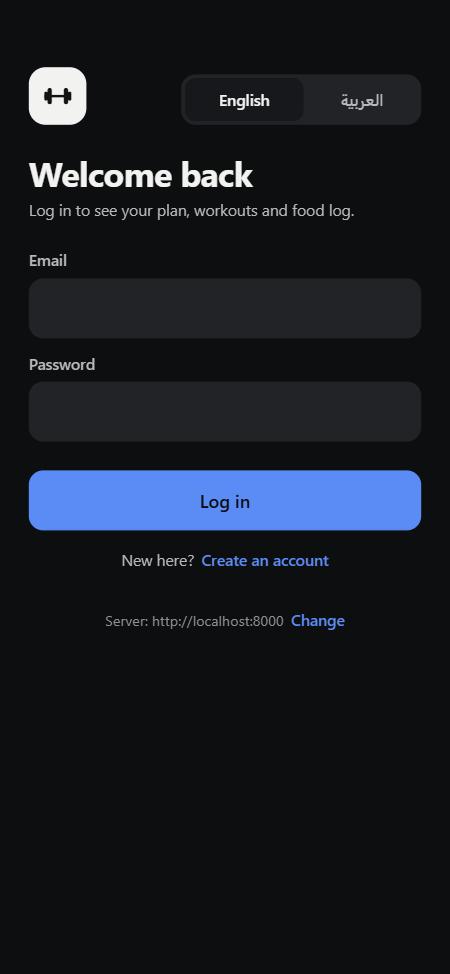 English
العربية
Welcome back
Log in to see your plan, workouts and food log.
Email
Password
Log in
New here? Create an account
Server: http://localhost:8000 Change